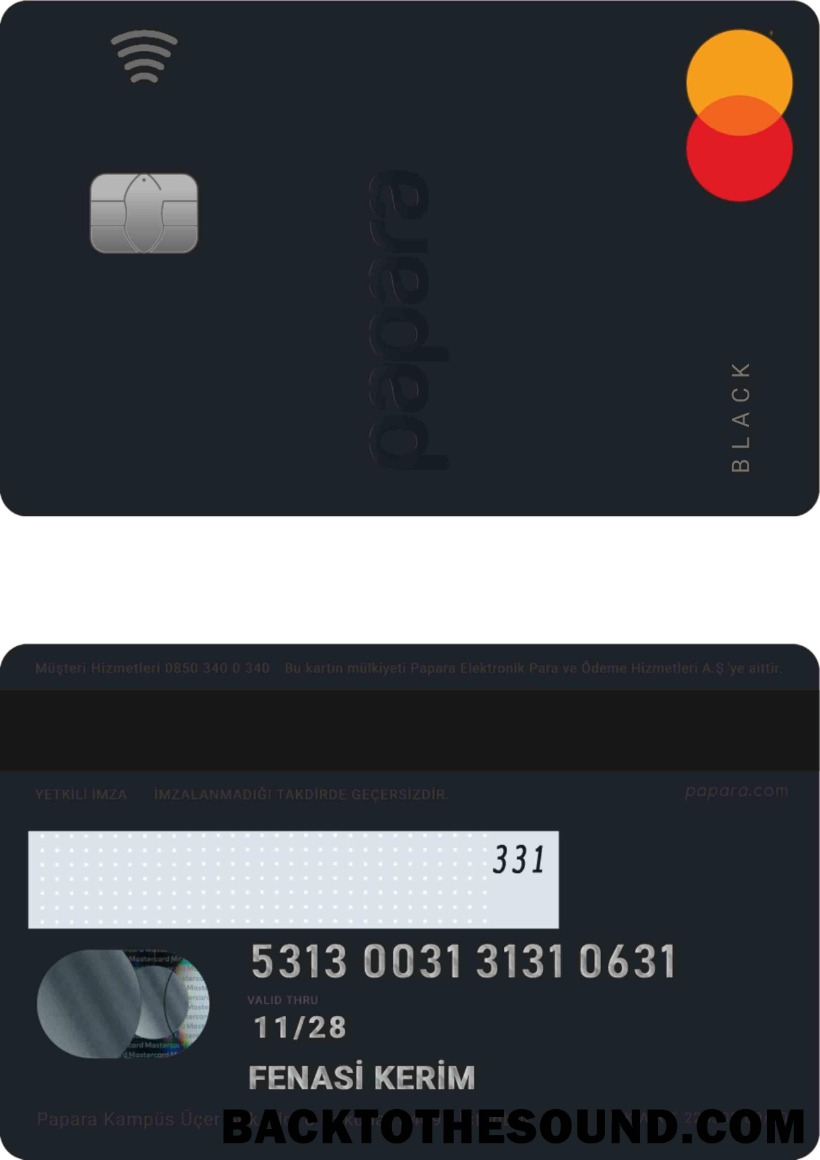 papara
BLACK
Müşteri Hizmetleri 0850 340 0 340 Bu kartın mülkiyeti Papara Elektronik Para ve Ödeme Hizmetleri A.Ş.'ye aittir.
YETKİLİ İMZA İMZALANMADIĞI TAKDİRDE GEÇERSİZDİR.
papara.com
331
5313 0031 3131 0631
VALID THRU
11/28
FENASİ KERİM
Papara Kampüs
BACKTOTHESOUND.COM